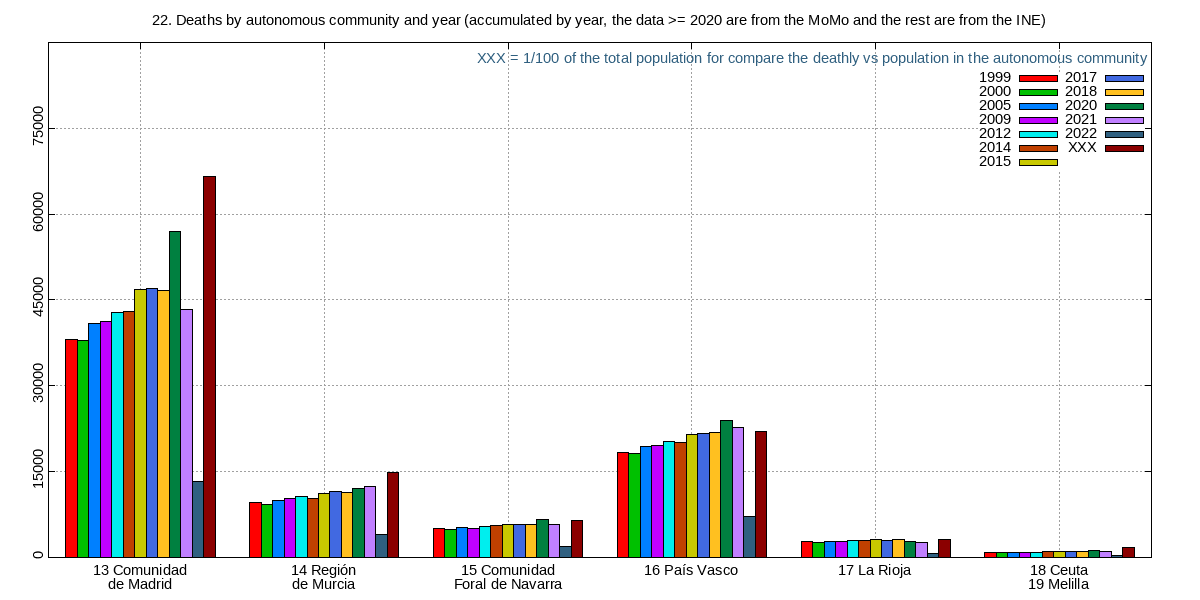 22. Deaths by autonomous community and year (accumulated by year, the data >= 2020 are from the MoMo and the rest are from the INE)
XXX = 1/100 of the total population for compare the deathly vs population in the autonomous community
1999 2017
2000 2018
2005 2020
2009 2021
2012 2022
2014 XXX
2015
75000
60000
45000
30000
15000
0
13 Comunidad de Madrid
14 Región de Murcia
15 Comunidad Foral de Navarra
16 País Vasco
17 La Rioja
18 Ceuta
19 Melilla